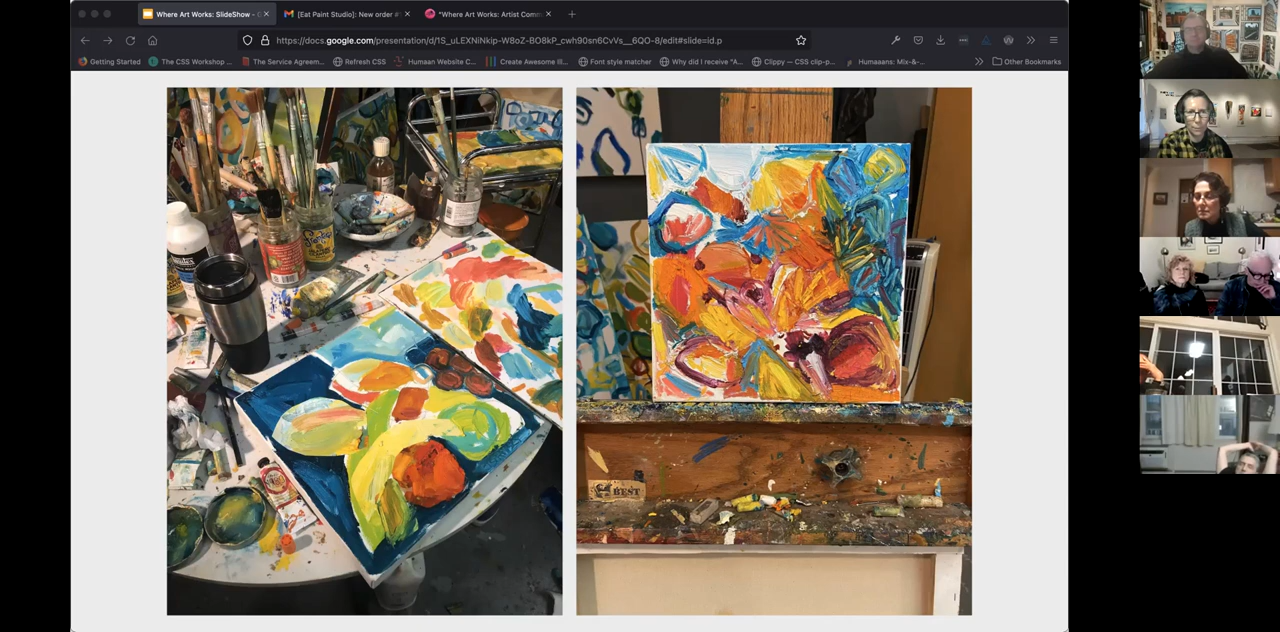 Where Art Works: SlideShow - G
[Eat Paint Studio]: New order #
*Where Art Works: Artist Com
https://docs.google.com/presentation/d/1S_uLEXNiNkip-W8oZ-BO8kP_cwh90sn6CvVs__6QO-8/edit#slide=id.p
Getting Started
The CSS Workshop ...
The Service Agreem...
Refresh CSS
Humaan Website C...
Create Awesome Ill...
Font style matcher
Why did I receive "A...
Clippy — CSS clip-p...
Humaaans: Mix-&-...
Other Bookmarks
BEST